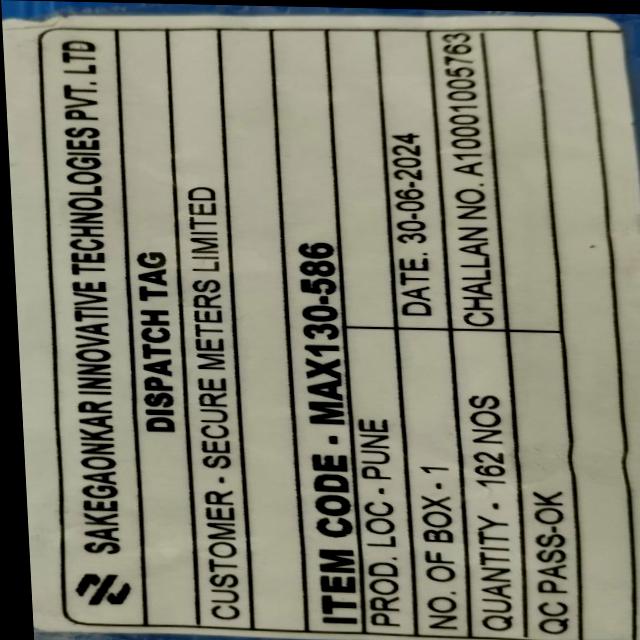 SAKEGAONKAR INNOVATIVE TECHNOLOGIES PVT. LTD
DISPATCH TAG
CUSTOMER - SECURE METERS LIMITED
ITEM CODE - MAX130-586
PROD. LOC - PUNE
NO. OF BOX - 1 DATE. 30-06-2024
QUANTITY - 162 NOS CHALLAN NO. A10001005763
QC PASS-OK